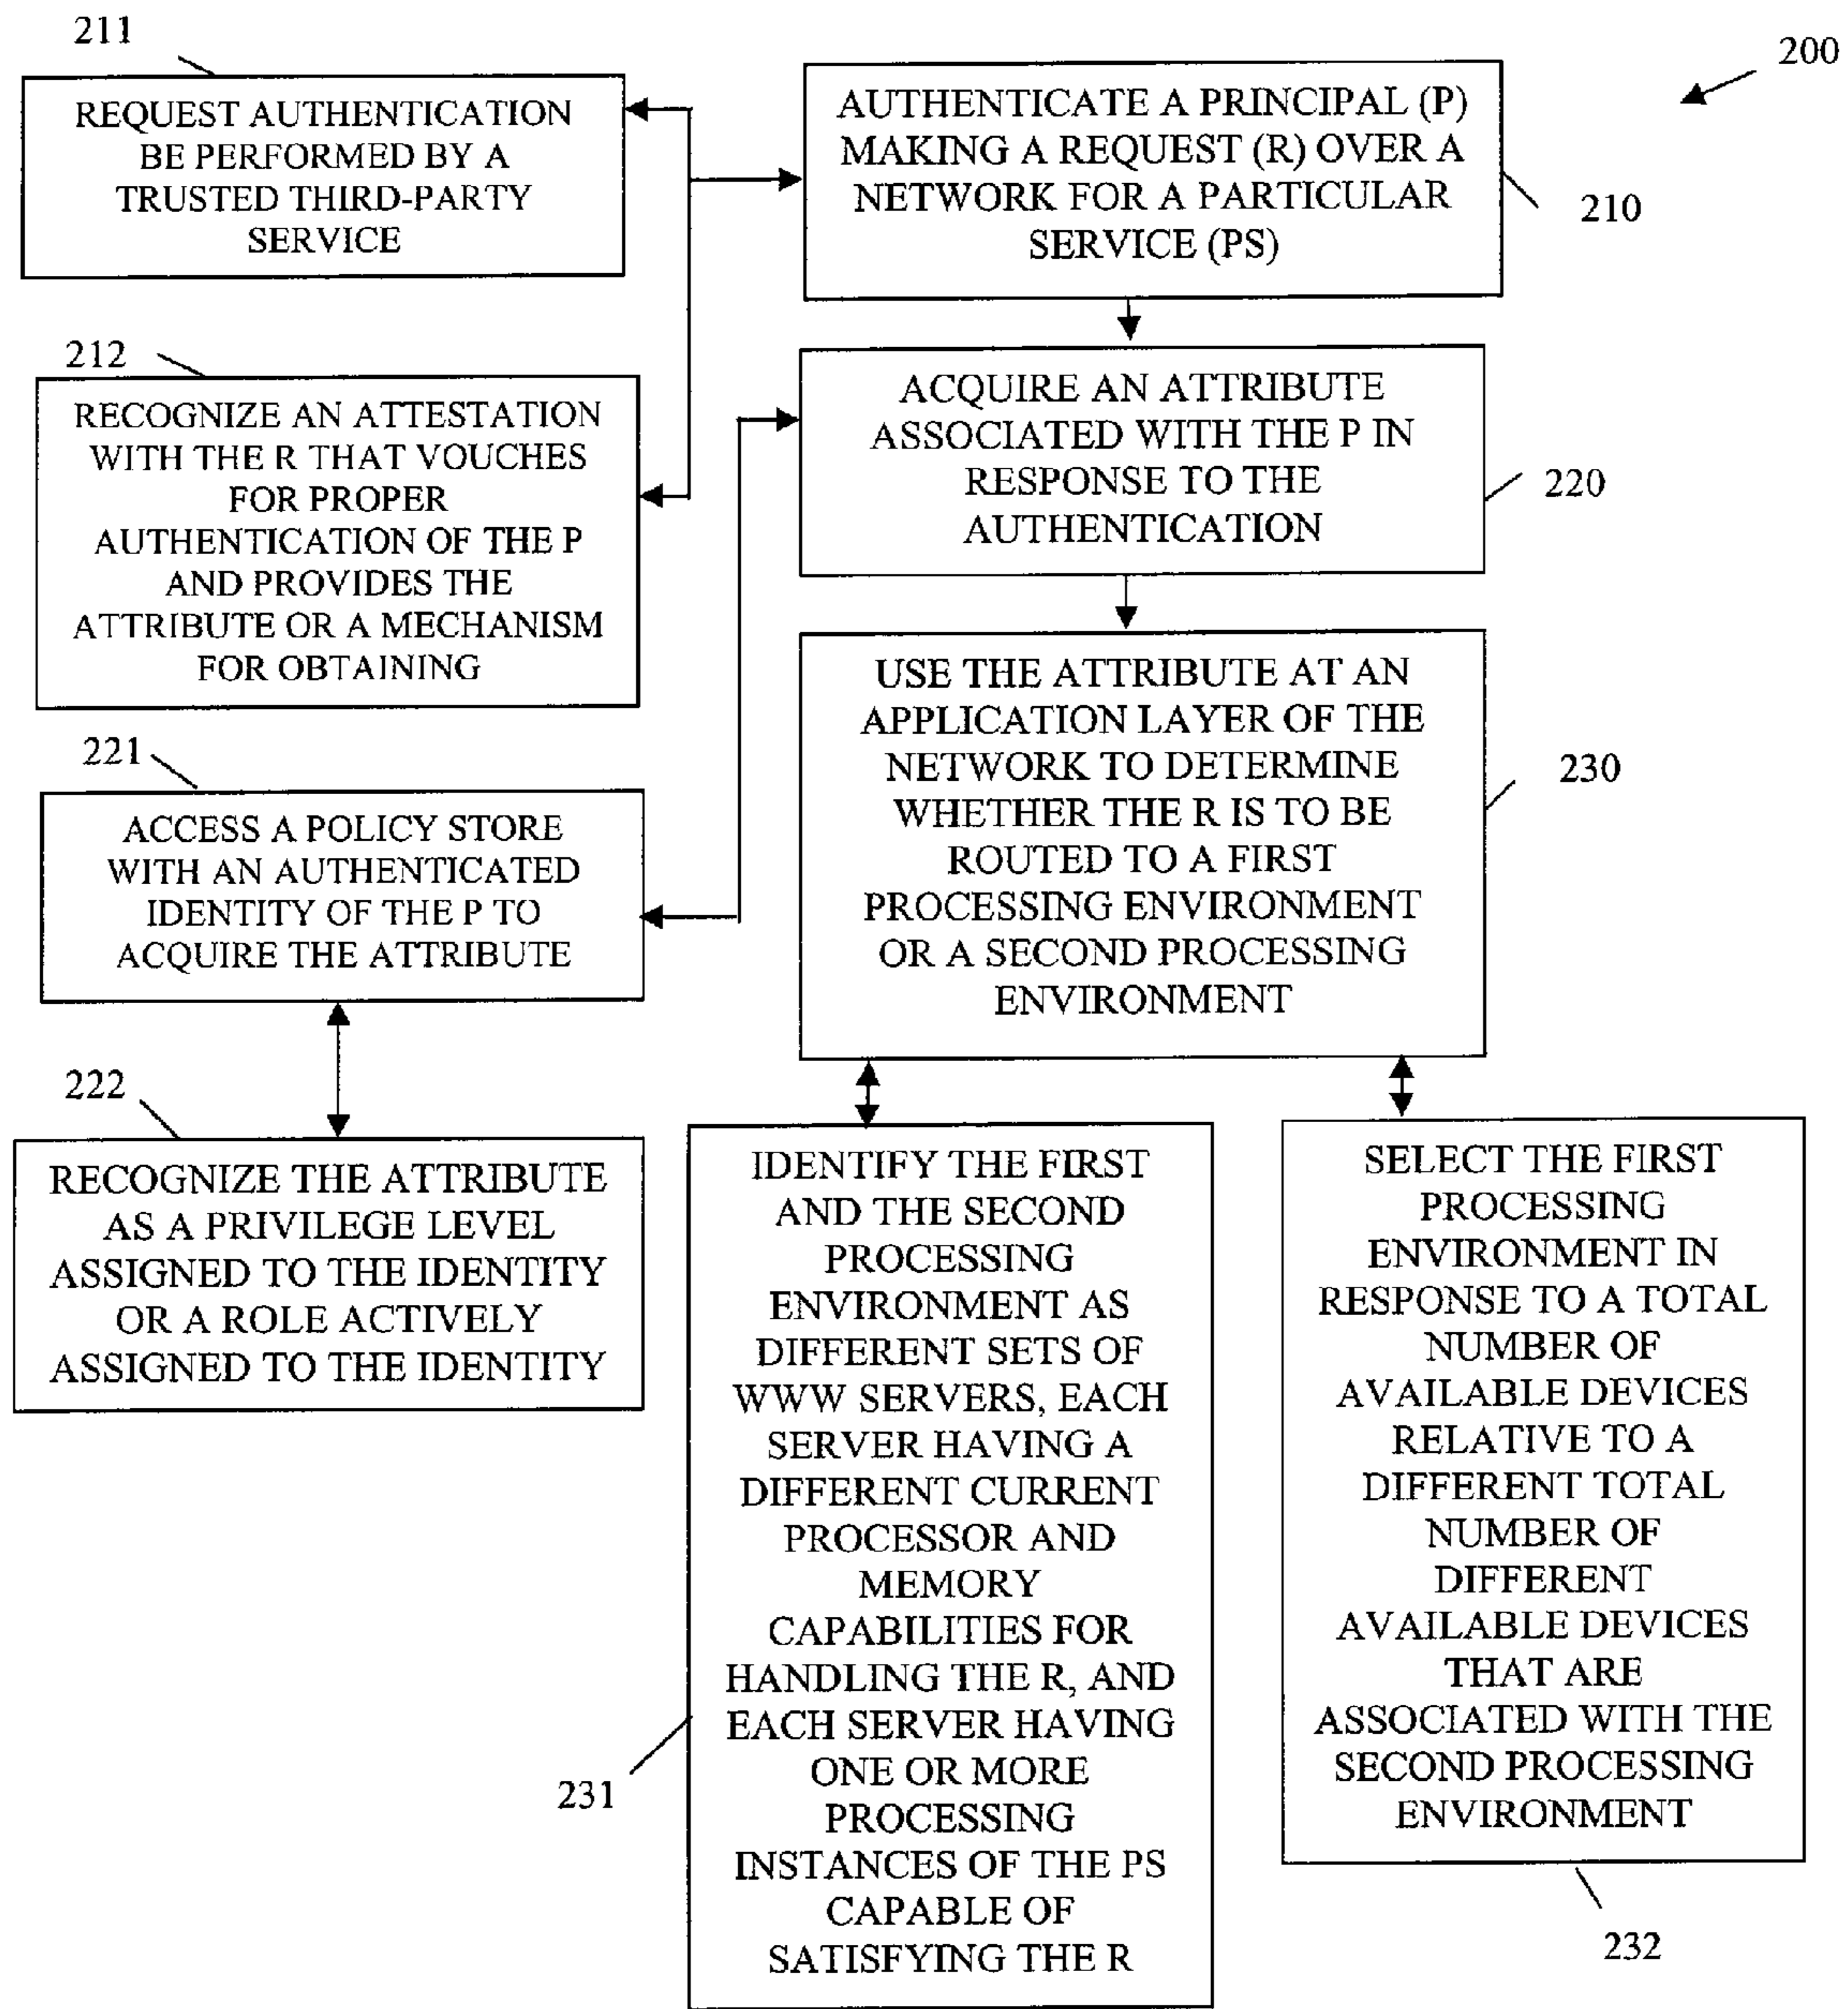 211
200
REQUEST AUTHENTICATION
BE PERFORMED BY A
TRUSTED THIRD-PARTY
SERVICE
AUTHENTICATE A PRINCIPAL (P)
MAKING A REQUEST (R) OVER A
NETWORK FOR A PARTICULAR
SERVICE (PS)
210
212
RECOGNIZE AN ATTESTATION
WITH THE R THAT VOUCHES
FOR PROPER
AUTHENTICATION OF THE P
AND PROVIDES THE
ATTRIBUTE OR A MECHANISM
FOR OBTAINING
ACQUIRE AN ATTRIBUTE
ASSOCIATED WITH THE P IN
RESPONSE TO THE
AUTHENTICATION
220
221
ACCESS A POLICY STORE
WITH AN AUTHENTICATED
IDENTITY OF THE P TO
ACQUIRE THE ATTRIBUTE
USE THE ATTRIBUTE AT AN
APPLICATION LAYER OF THE
NETWORK TO DETERMINE
WHETHER THE R IS TO BE
ROUTED TO A FIRST
PROCESSING ENVIRONMENT
OR A SECOND PROCESSING
ENVIRONMENT
230
222
RECOGNIZE THE ATTRIBUTE
AS A PRIVILEGE LEVEL
ASSIGNED TO THE IDENTITY
OR A ROLE ACTIVELY
ASSIGNED TO THE IDENTITY
IDENTIFY THE FIRST
AND THE SECOND
PROCESSING
ENVIRONMENT AS
DIFFERENT SETS OF
WWW SERVERS, EACH
SERVER HAVING A
DIFFERENT CURRENT
PROCESSOR AND
MEMORY
CAPABILITIES FOR
HANDLING THE R, AND
EACH SERVER HAVING
ONE OR MORE
PROCESSING
INSTANCES OF THE PS
CAPABLE OF
SATISFYING THE R
231
SELECT THE FIRST
PROCESSING
ENVIRONMENT IN
RESPONSE TO A TOTAL
NUMBER OF
AVAILABLE DEVICES
RELATIVE TO A
DIFFERENT TOTAL
NUMBER OF
DIFFERENT
AVAILABLE DEVICES
THAT ARE
ASSOCIATED WITH THE
SECOND PROCESSING
ENVIRONMENT
232